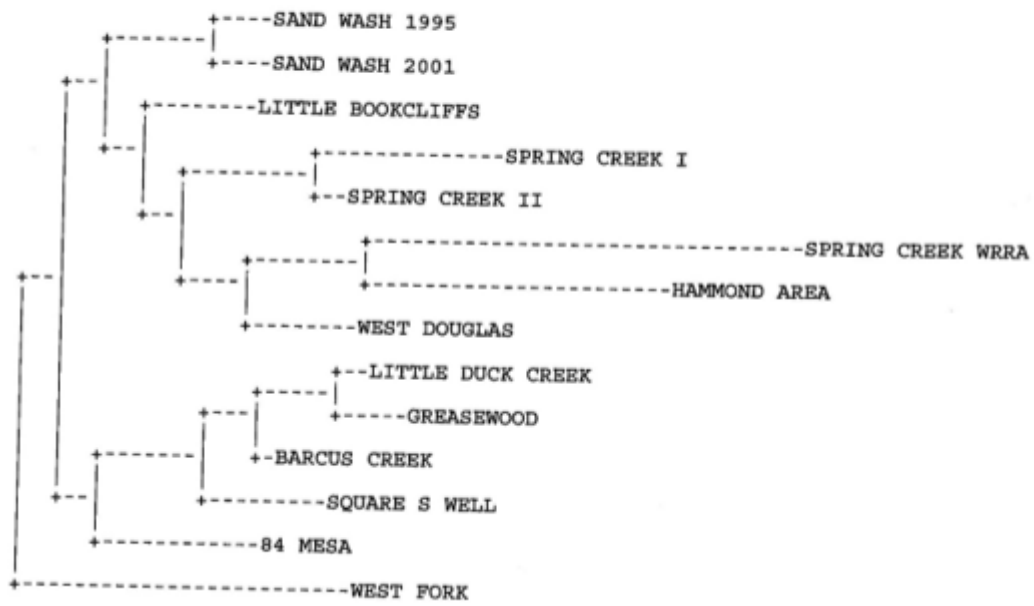 SAND WASH 1995
SAND WASH 2001
LITTLE BOOKCLIFFS
SPRING CREEK I
SPRING CREEK II
SPRING CREEK WRRA
HAMMOND AREA
WEST DOUGLAS
LITTLE DUCK CREEK
GREASEWOOD
BARCUS CREEK
SQUARE S WELL
84 MESA
WEST FORK